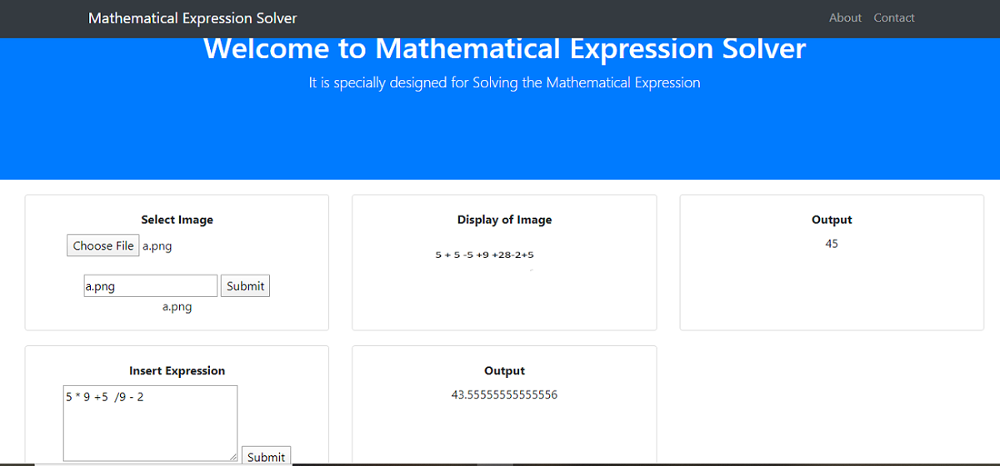 Mathematical Expression Solver
About Contact
Welcome to Mathematical Expression Solver
It is specially designed for Solving the Mathematical Expression
Select Image
Choose File a.png
a.png Submit
a.png
Display of Image
5 + 5 -5 +9 +28-2+5
Output
45
Insert Expression
5 * 9 +5  /9 - 2
Submit
Output
43.55555555555556